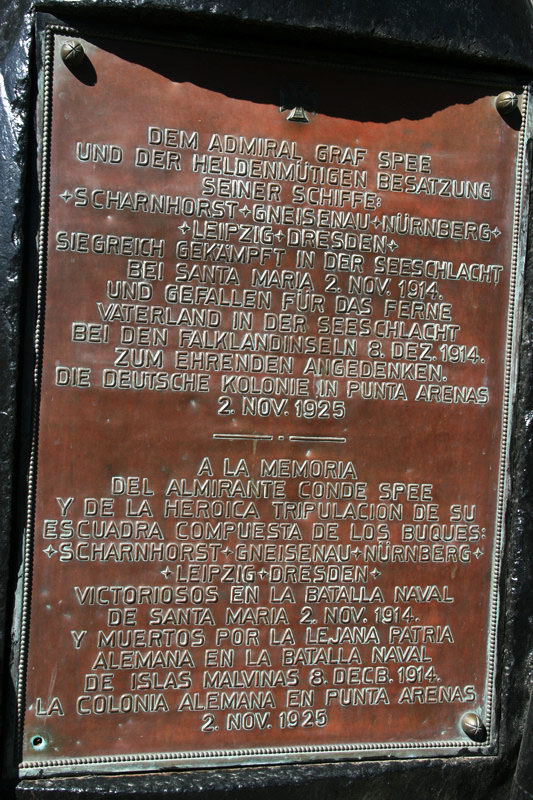 DEM ADMIRAL GRAF SPEE
UND DER HELDENMÜTIGEN BESATZUNG
SEINER SCHIFFE:
✧SCHARNHORST✧GNEISENAU✧NÜRNBERG✧
✧LEIPZIG✧DRESDEN✧
SIEGREICH GEKÄMPFT IN DER SEESCHLACHT
BEI SANTA MARIA 2. NOV. 1914.
UND GEFALLEN FÜR DAS FERNE
VATERLAND IN DER SEESCHLACHT
BEI DEN FALKLANDINSELN 8. DEZ. 1914.
ZUM EHRENDEN ANGEDENKEN.
DIE DEUTSCHE KOLONIE IN PUNTA ARENAS
2. NOV. 1925
A LA MEMORIA
DEL ALMIRANTE CONDE SPEE
Y DE LA HEROICA TRIPULACION DE SU
ESCUADRA COMPUESTA DE LOS BUQUES:
✧SCHARNHORST✧GNEISENAU✧NÜRNBERG✧
✧LEIPZIG✧DRESDEN✧
VICTORIOSOS EN LA BATALLA NAVAL
DE SANTA MARIA 2. NOV. 1914.
Y MUERTOS POR LA LEJANA PATRIA
ALEMANA EN LA BATALLA NAVAL
DE ISLAS MALVINAS 8. DECB. 1914.
LA COLONIA ALEMANA EN PUNTA ARENAS
2. NOV. 1925